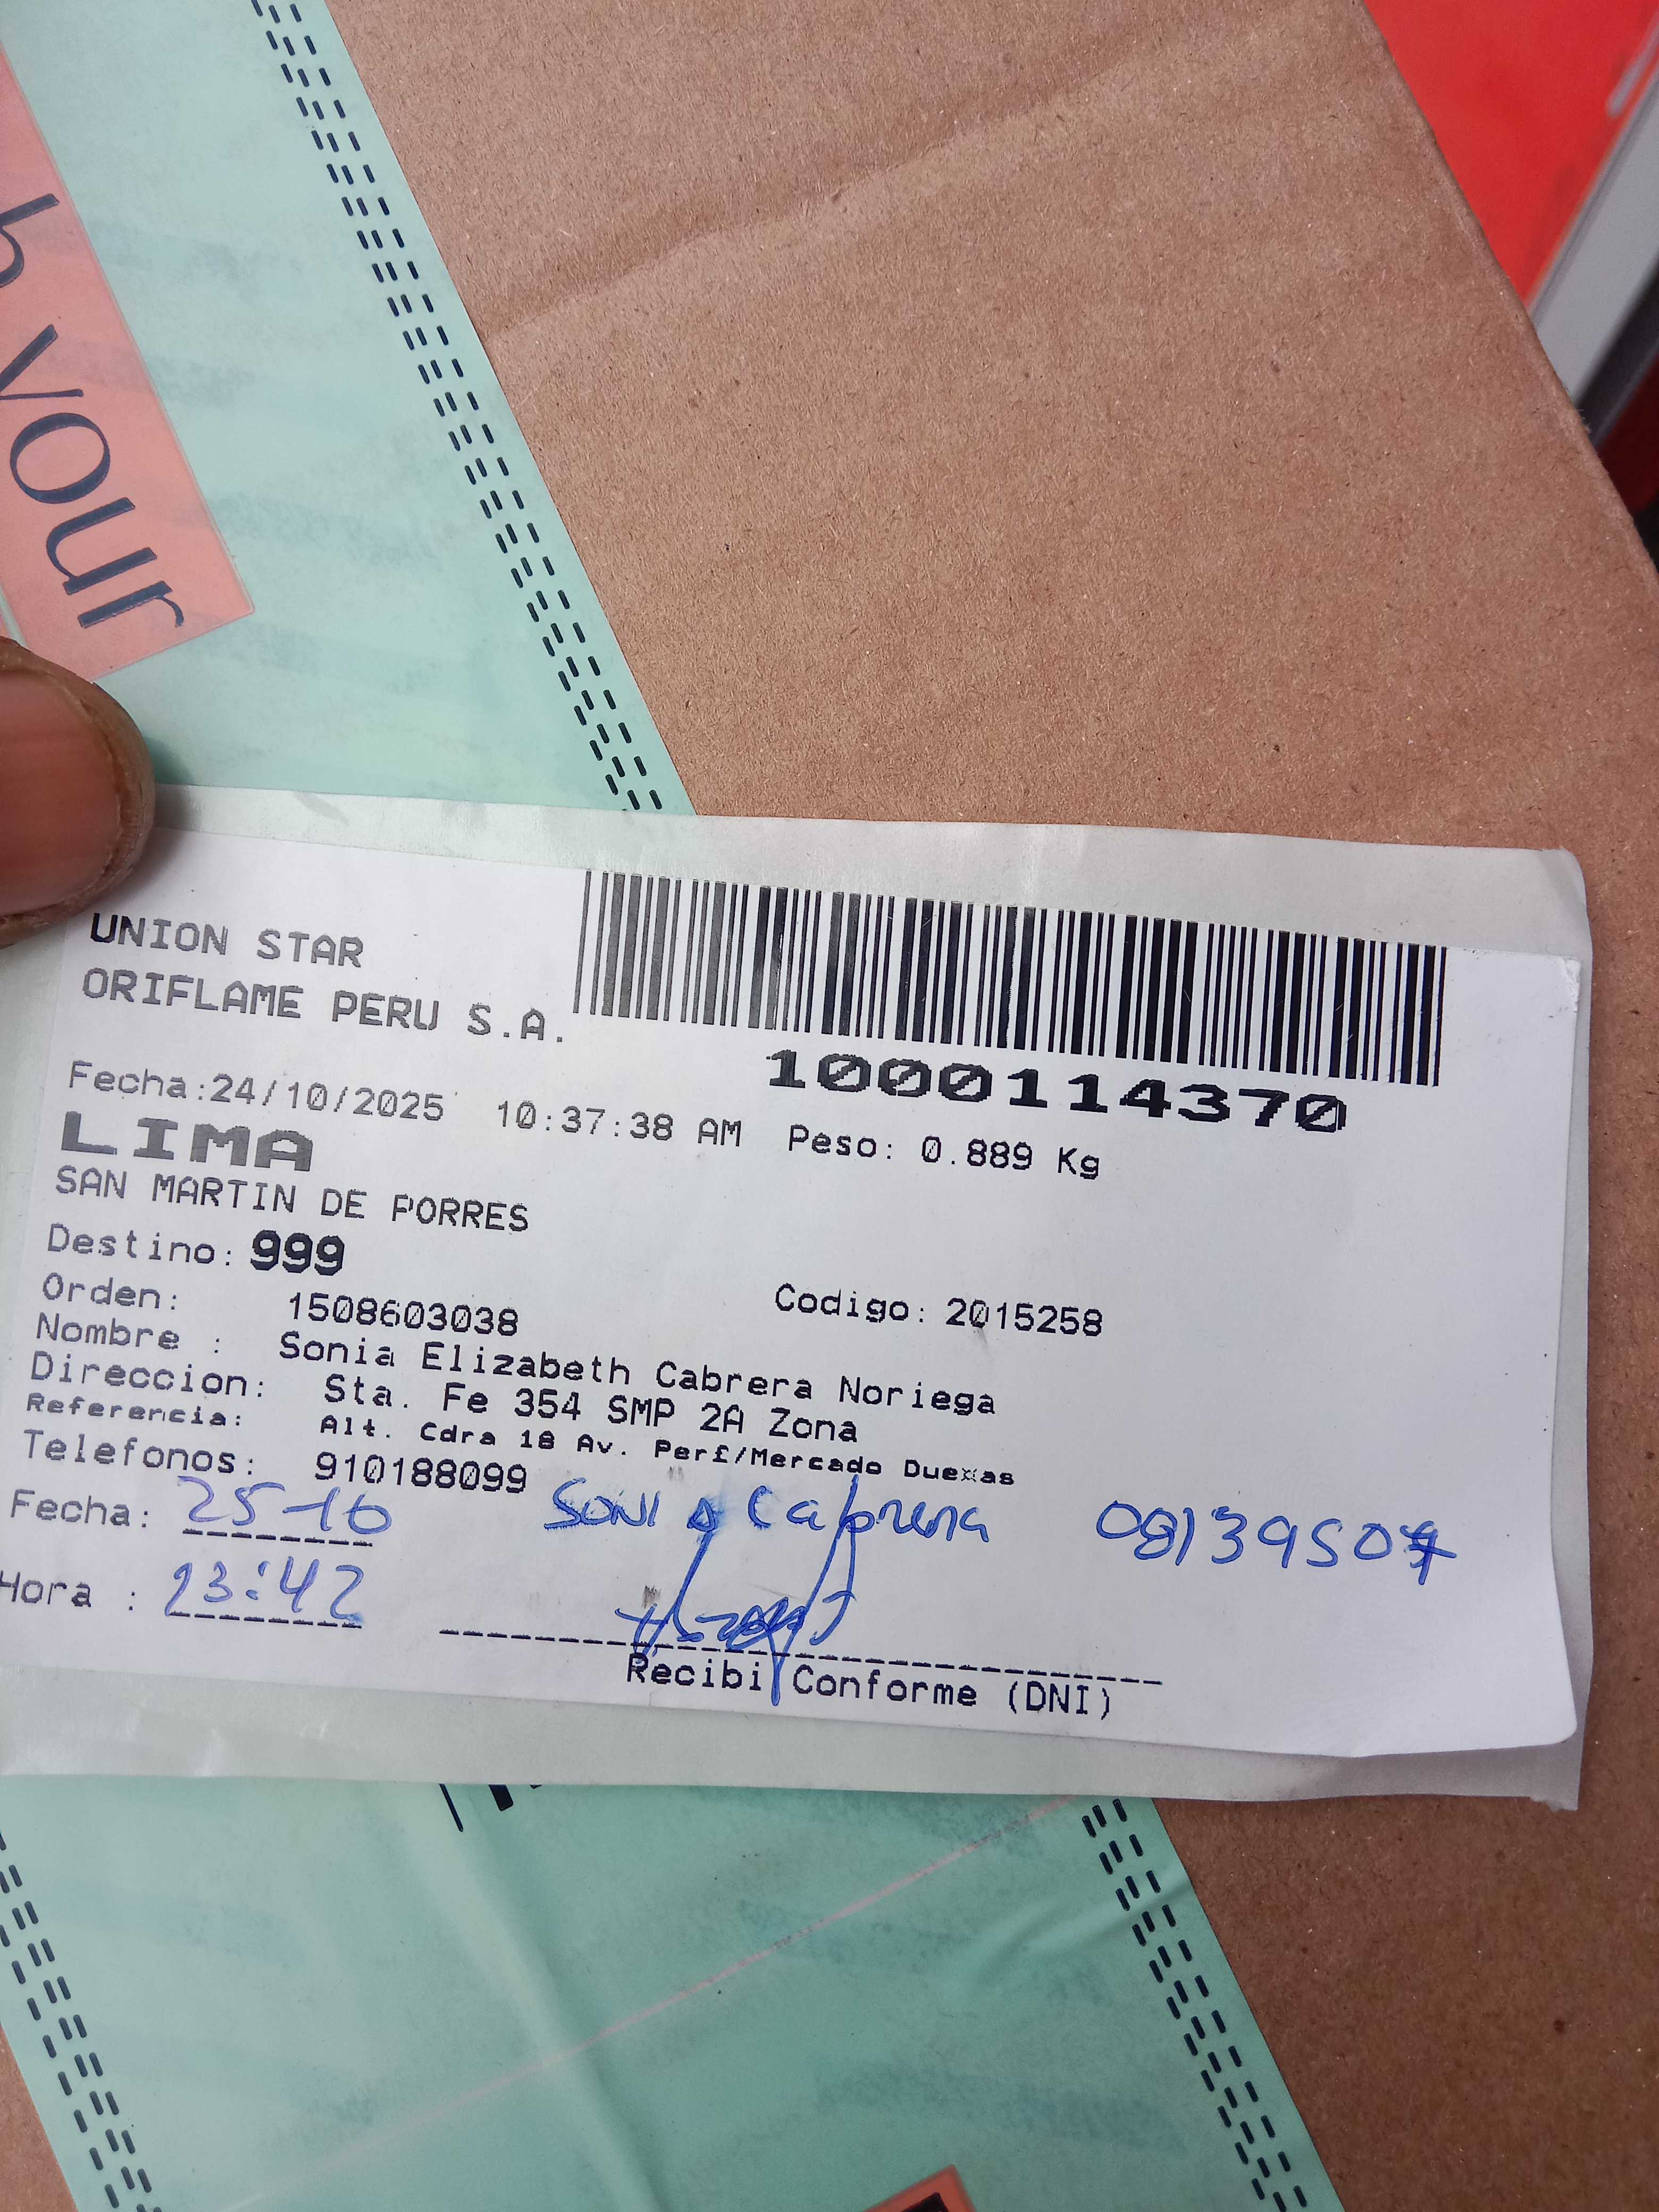 your
UNION STAR
ORIFLAME PERU S.A.
1000114370
Fecha:24/10/2025 10:37:38 AM Peso: 0.889 Kg
LIMA
SAN MARTIN DE PORRES
Destino: 999
Orden: 1508603038 Codigo: 2015258
Nombre : Sonia Elizabeth Cabrera Noriega
Direccion: Sta. Fe 354 SMP 2A Zona
Referencia: Alt. Cdra 18 Av. Perf/Mercado
Telefonos: 910188099
Fecha: 25-10 SONIA Cabrera
Hora : 13:42
Recibi Conforme (DNI)